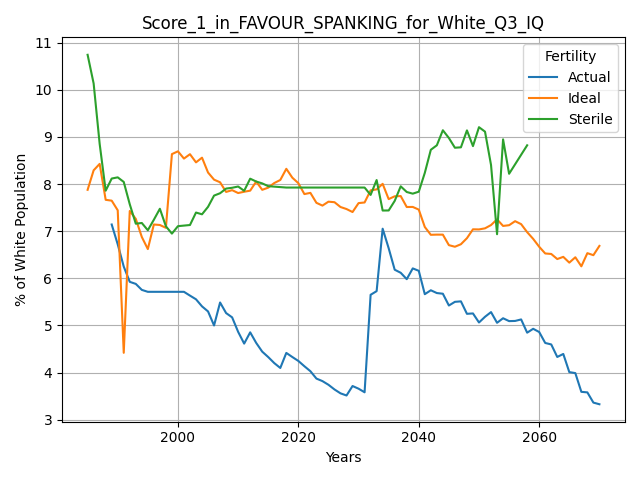 Score_1_in_FAVOUR_SPANKING_for_White_Q3_IQ
% of White Population
11
10
9
8
7
6
5
4
3
Fertility
Actual
Ideal
Sterile
2000 2020 2040 2060
Years